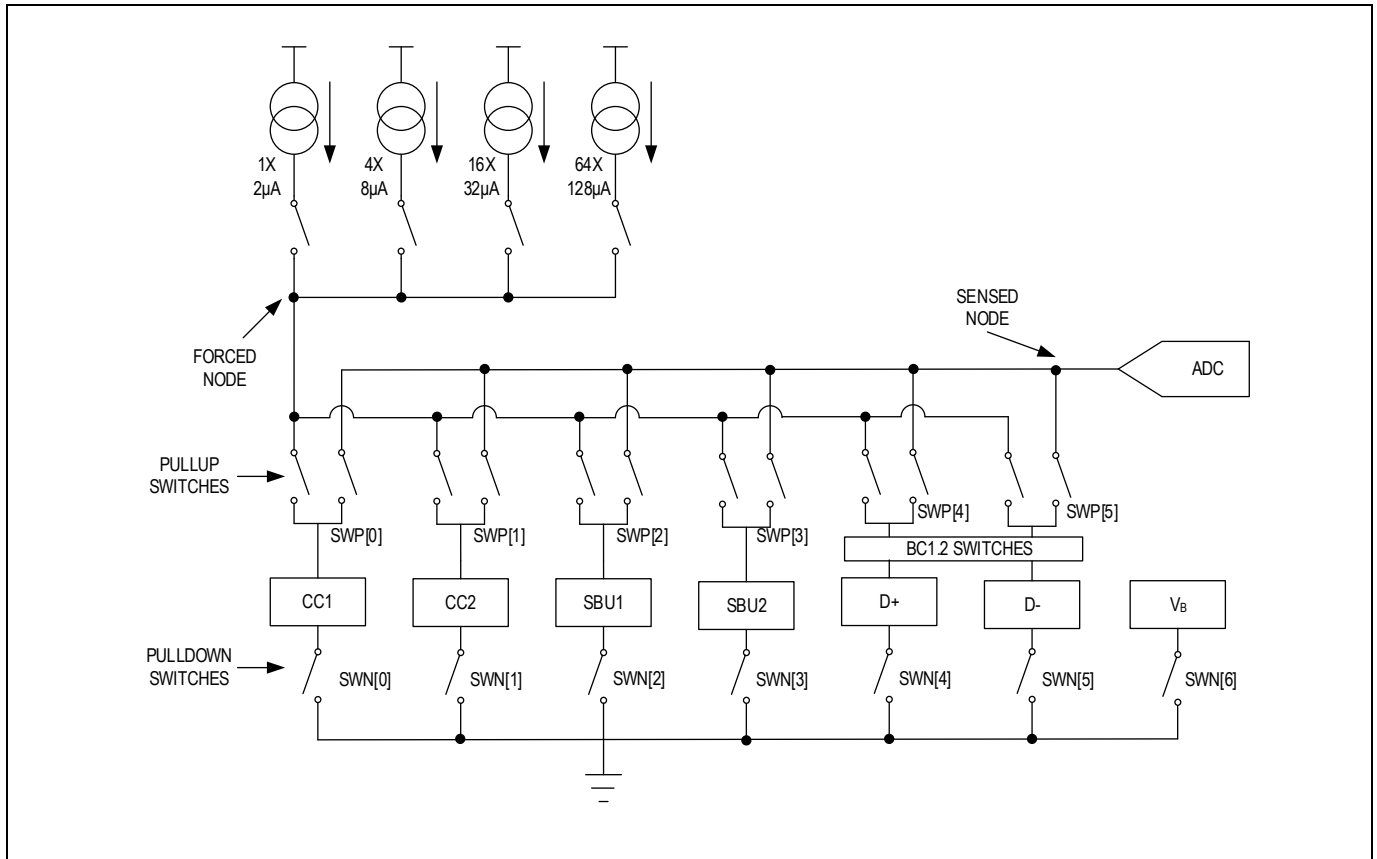 1X
2µA
4X
8µA
16X
32µA
64X
128µA
FORCED
NODE
SENSED
NODE
ADC
PULLUP
SWITCHES
SWP[0]
SWP[1]
SWP[2]
SWP[3]
SWP[4]
SWP[5]
BC1.2 SWITCHES
CC1
CC2
SBU1
SBU2
D+
D-
VB
PULLDOWN
SWITCHES
SWN[0]
SWN[1]
SWN[2]
SWN[3]
SWN[4]
SWN[5]
SWN[6]